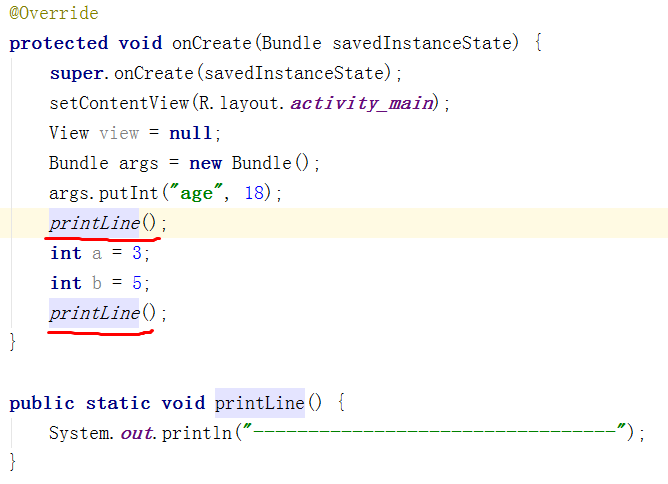 @Override
protected void onCreate(Bundle savedInstanceState) {
super.onCreate(savedInstanceState);
setContentView(R.layout.activity_main);
View view = null;
Bundle args = new Bundle();
args.putInt("age", 18);
printLine();
int a = 3;
int b = 5;
printLine();
}
public static void printLine() {
System.out.println("---------------------------------");
}